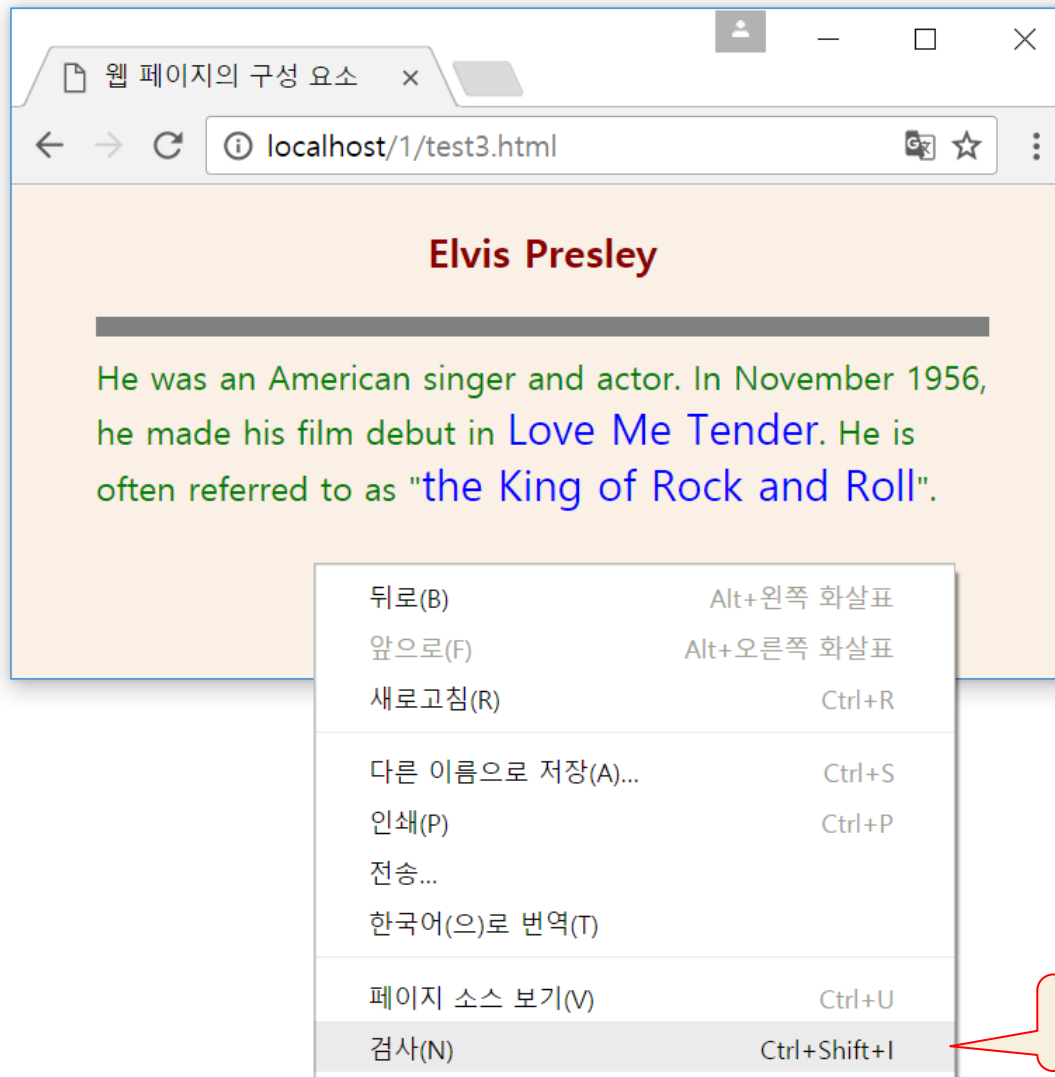 웹 페이지의 구성 요소
localhost/1/test3.html
Elvis Presley
He was an American singer and actor. In November 1956,
he made his film debut in Love Me Tender. He is
often referred to as "the King of Rock and Roll".
뒤로(B) Alt+왼쪽 화살표
앞으로(F) Alt+오른쪽 화살표
새로고침(R) Ctrl+R
다른 이름으로 저장(A)... Ctrl+S
인쇄(P) Ctrl+P
전송...
한국어(으)로 번역(T)
페이지 소스 보기(V) Ctrl+U
검사(N) Ctrl+Shift+I